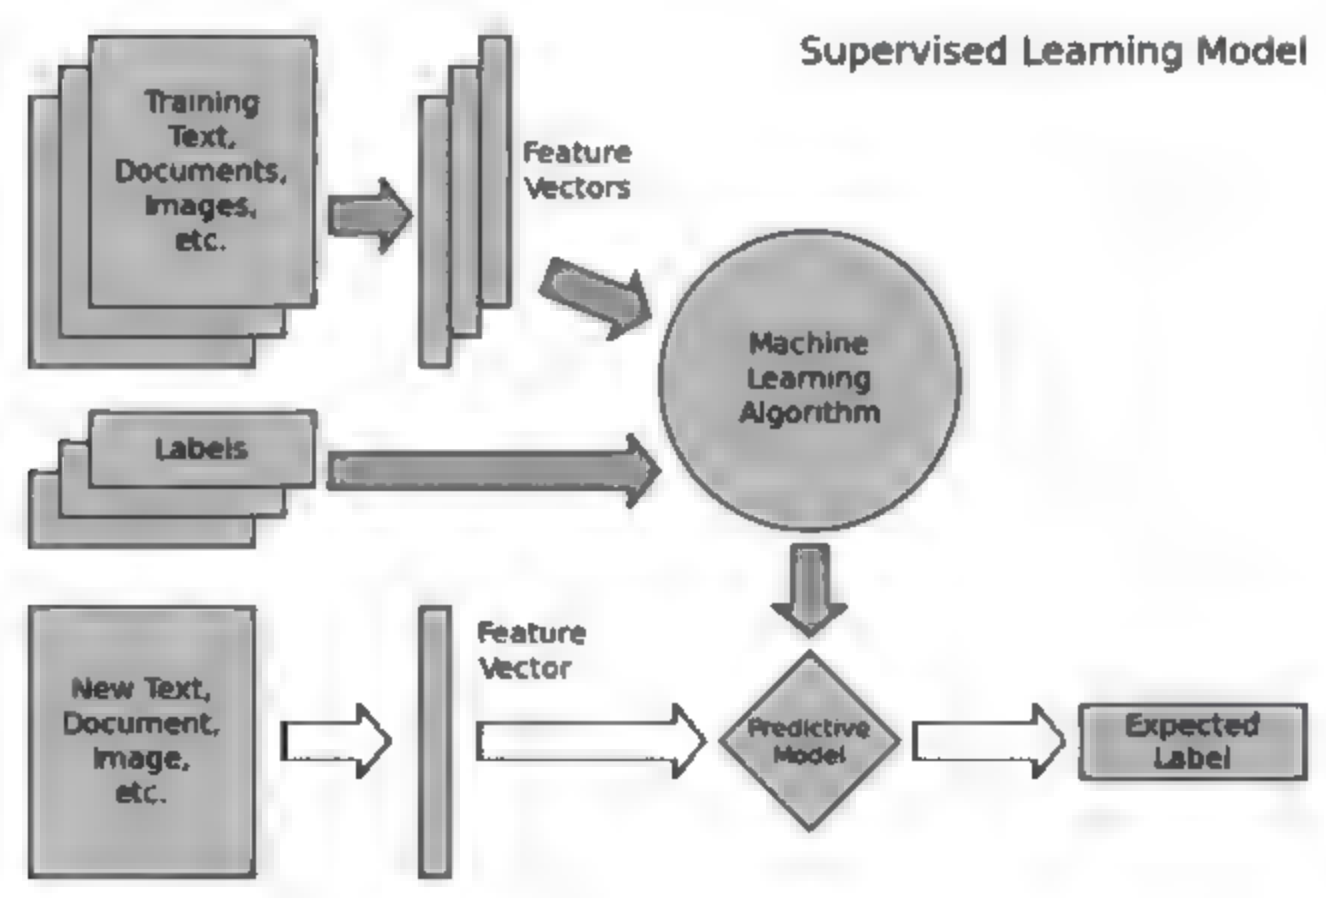 Supervised Learning Model
Training
Text,
Documents,
Images,
etc.
Feature
Vectors
Machine
Learning
Algorithm
Labels
New Text,
Document,
Image,
etc.
Feature
Vector
Predictive
Model
Expected
Label